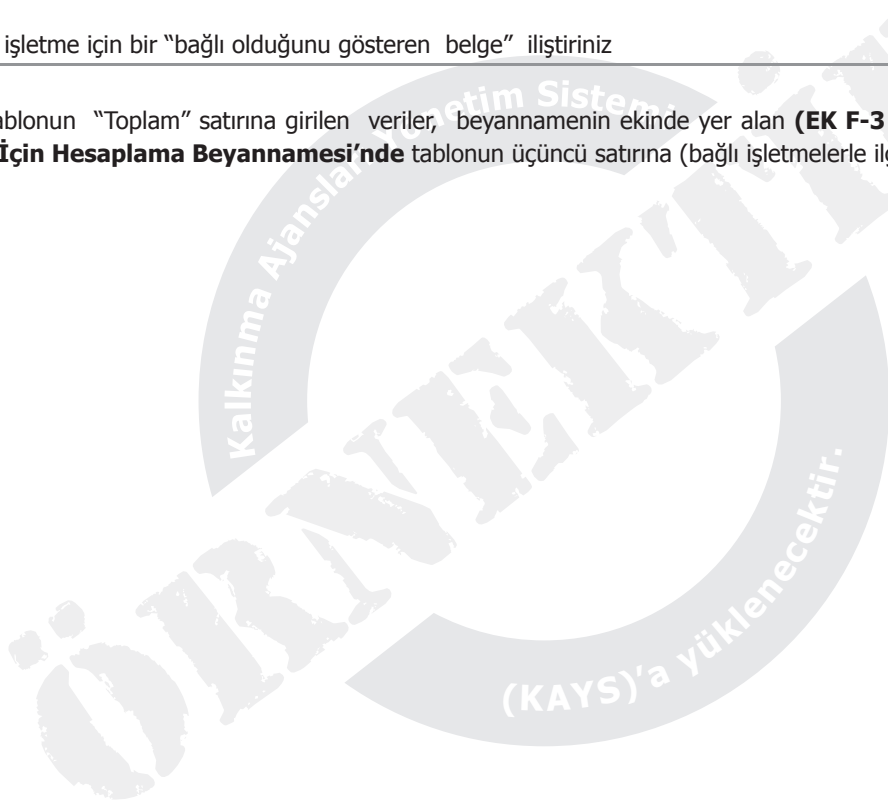 işletme için bir “bağlı olduğunu gösteren belge” iliştiriniz
ablonun “Toplam” satırına girilen veriler, beyannamenin ekinde yer alan (EK F-3
İçin Hesaplama Beyannamesi’nde tablonun üçüncü satırına (bağlı işletmelerle ilg
Kalkınma Ajansları Yönetim Sistemi
(KAYS)’a yüklenecektir.
ÖRNEKTİR